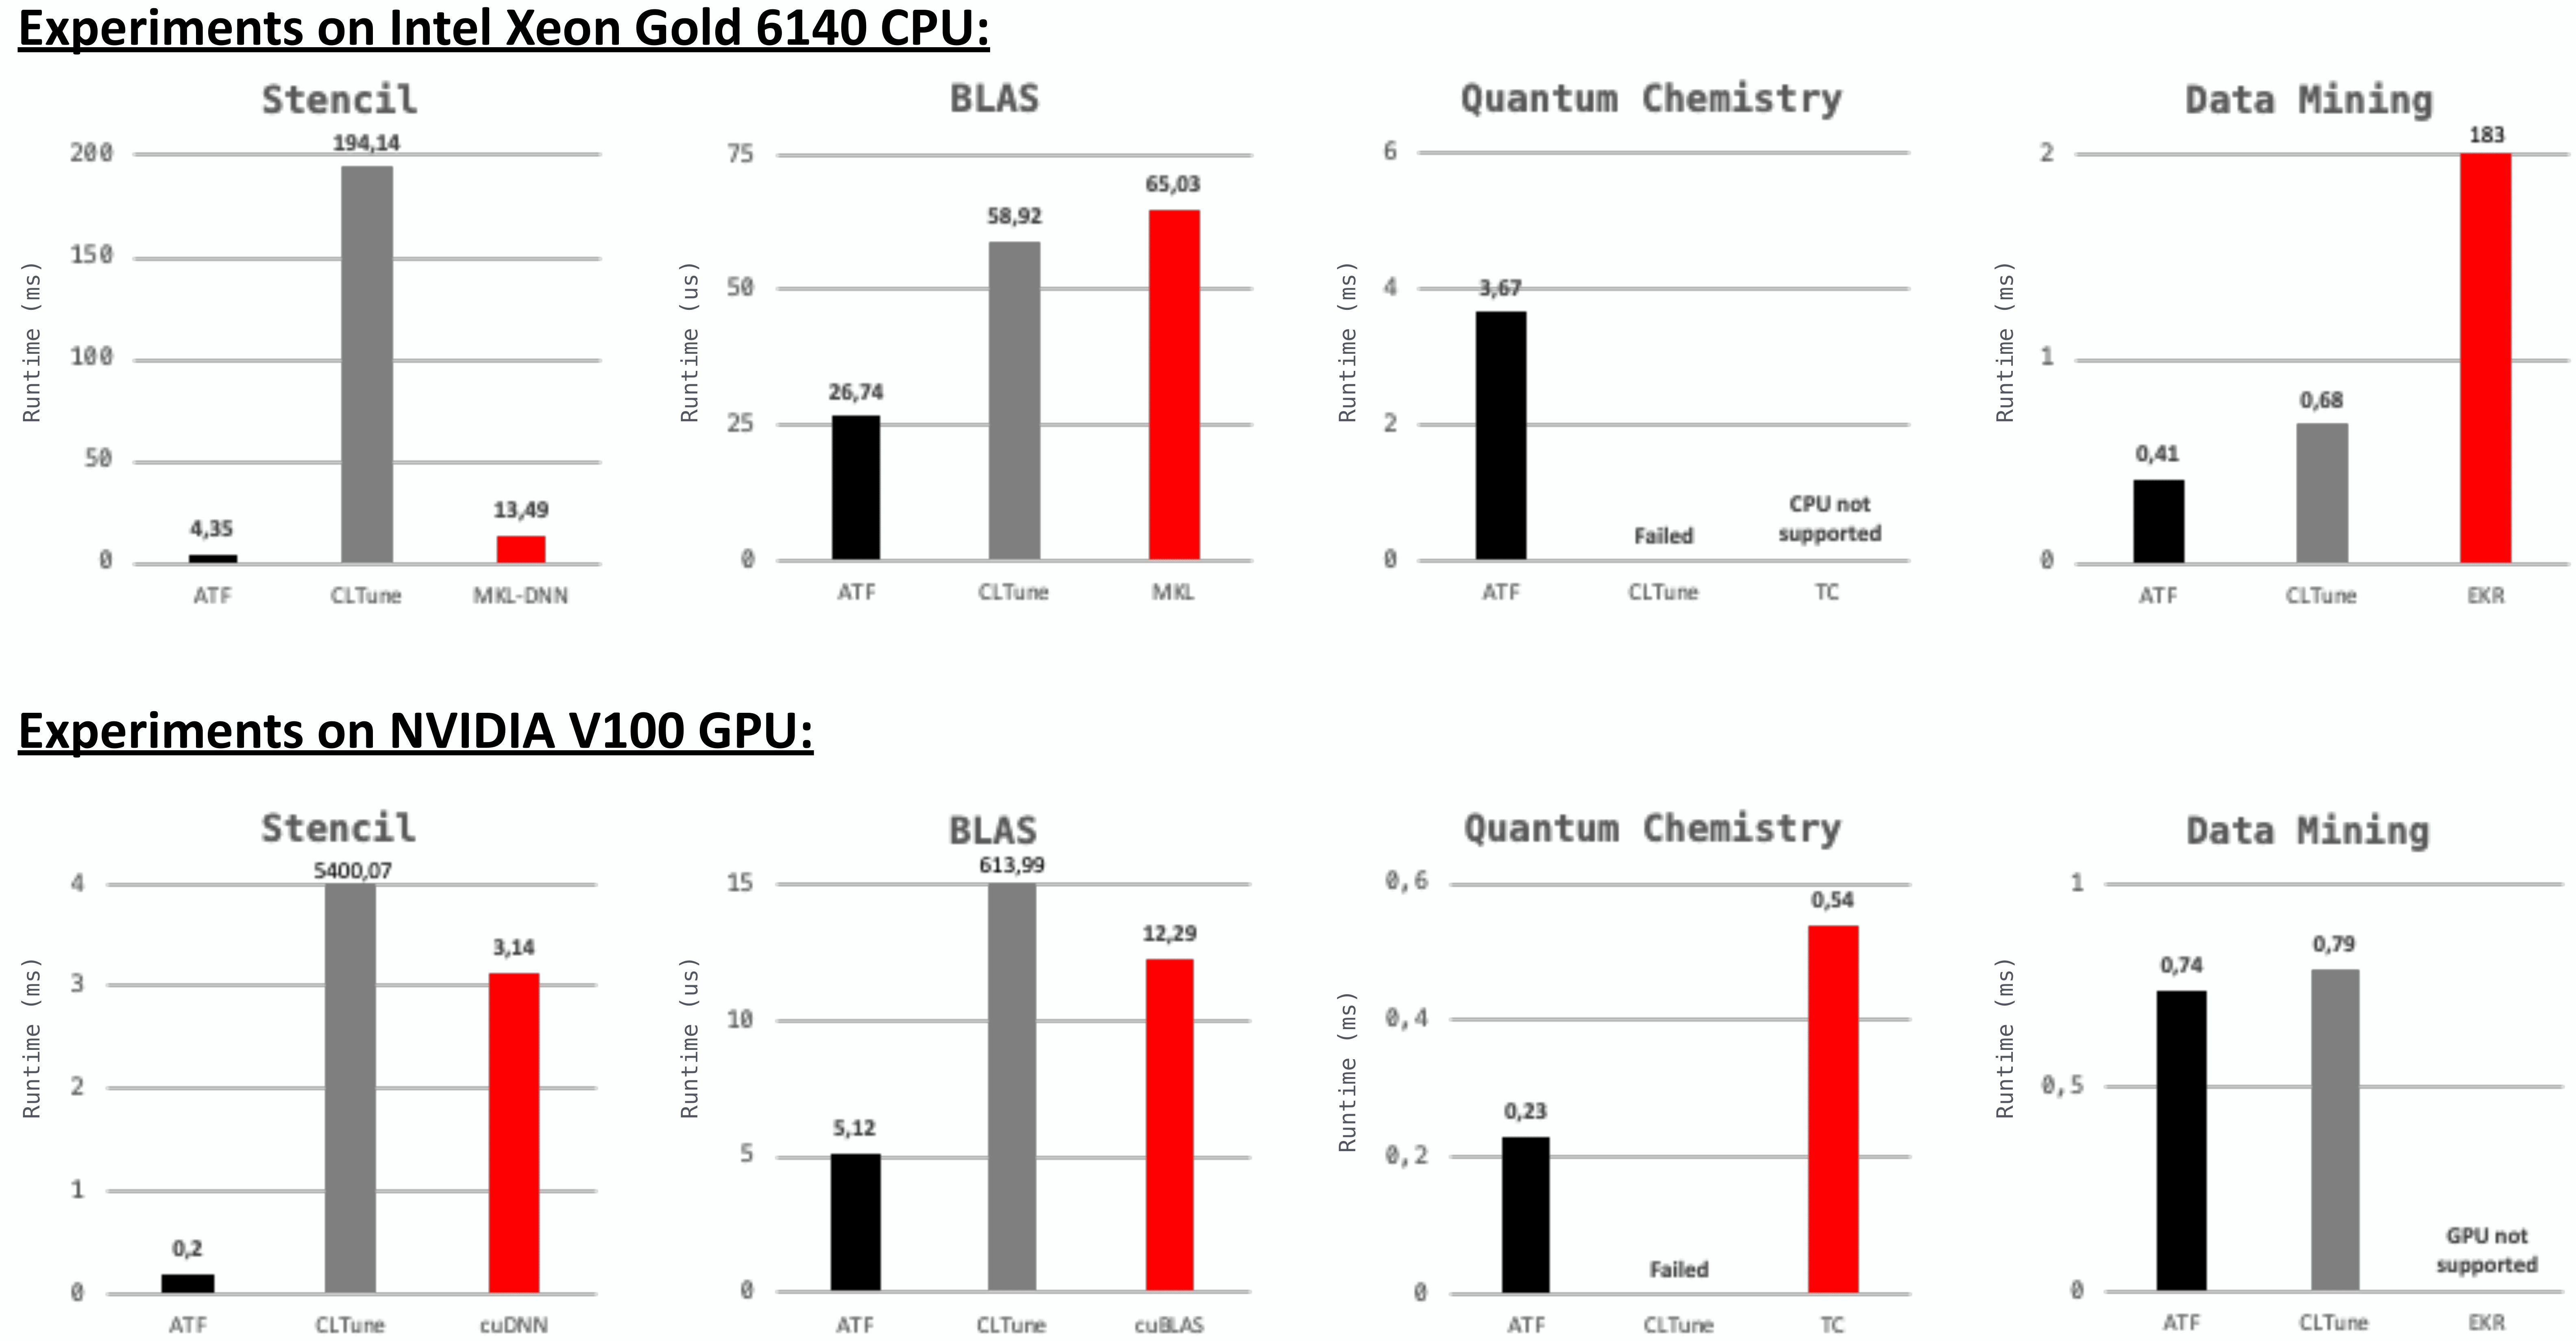 Experiments on Intel Xeon Gold 6140 CPU:
Stencil
Runtime (ms)
200
150
100
50
0
4,35
194,14
13,49
ATF
CLTune
MKL-DNN
BLAS
Runtime (us)
75
50
25
0
26,74
58,92
65,03
ATF
CLTune
MKL
Quantum Chemistry
Runtime (ms)
6
4
2
0
3,67
Failed
CPU not
supported
ATF
CLTune
TC
Data Mining
Runtime (ms)
2
1
0
0,41
0,68
183
ATF
CLTune
EKR
Experiments on NVIDIA V100 GPU:
Stencil
Runtime (ms)
4
3
2
1
0
0,2
5400,07
3,14
ATF
CLTune
cuDNN
BLAS
Runtime (us)
15
10
5
0
5,12
613,99
12,29
ATF
CLTune
cuBLAS
Quantum Chemistry
Runtime (ms)
0,6
0,4
0,2
0
0,23
Failed
0,54
ATF
CLTune
TC
Data Mining
Runtime (ms)
1
0,5
0
0,74
0,79
GPU not
supported
ATF
CLTune
EKR